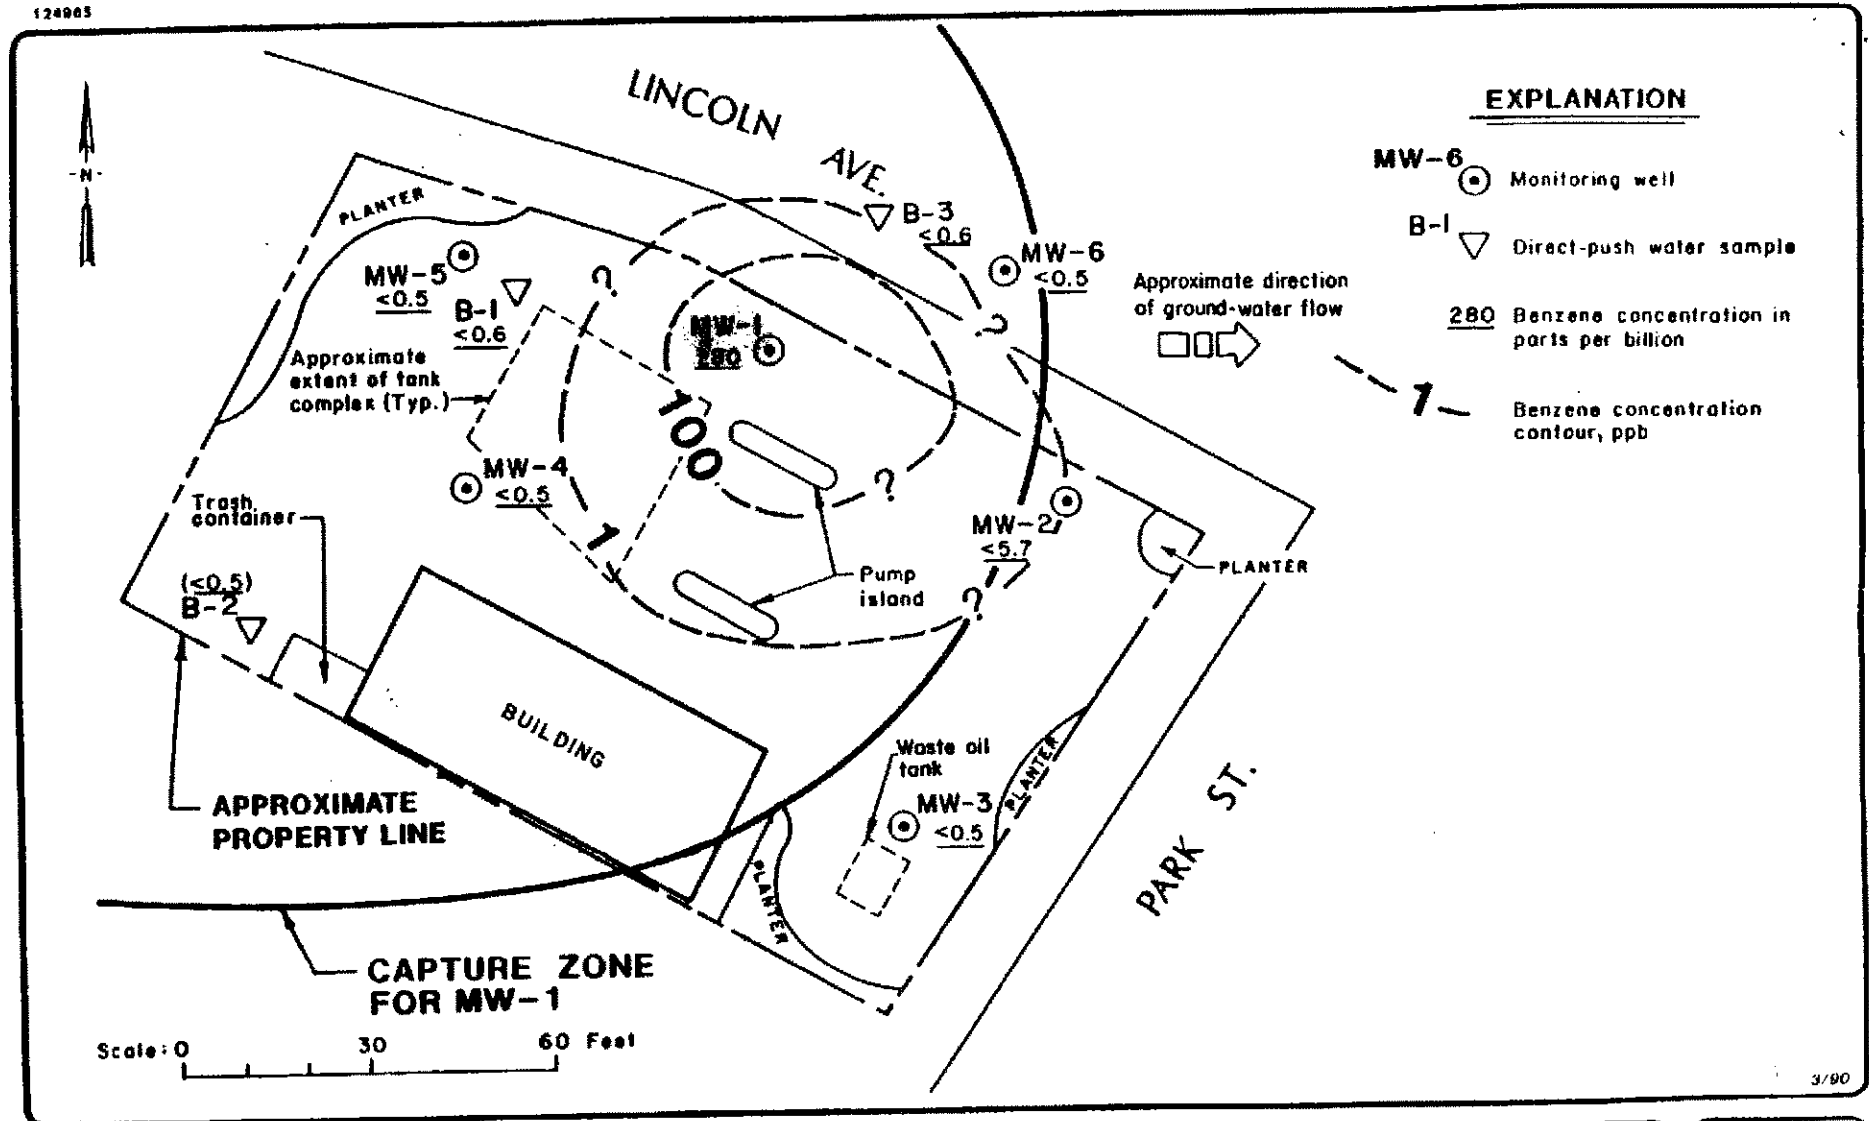 124965
LINCOLN
AVE.
-N-
PLANTER
MW-5
<0.5
B-1
<0.6
B-3
<0.6
MW-6
<0.5
MW-1
280
Approximate
extent of tank
complex (Typ.)
100
1
?
?
?
?
MW-4
<0.5
Trash
container
(<0.5)
B-2
MW-2
<5.7
PLANTER
Pump
island
BUILDING
Waste oil
tank
MW-3
<0.5
PLANTER
PLANTER
PARK ST.
APPROXIMATE
PROPERTY LINE
CAPTURE ZONE
FOR MW-1
Scale: 0 30 60 Feet
Approximate direction
of ground-water flow
EXPLANATION
MW-6
Monitoring well
B-1
Direct-push water sample
280 Benzene concentration in
parts per billion
1
Benzene concentration
contour, ppb
3/90